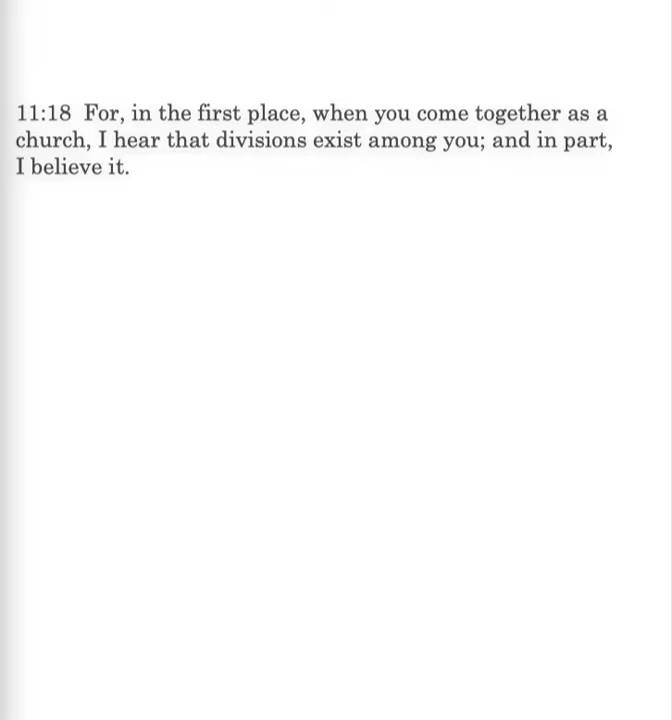 11:18 For, in the first place, when you come together as a
church, I hear that divisions exist among you; and in part,
I believe it.